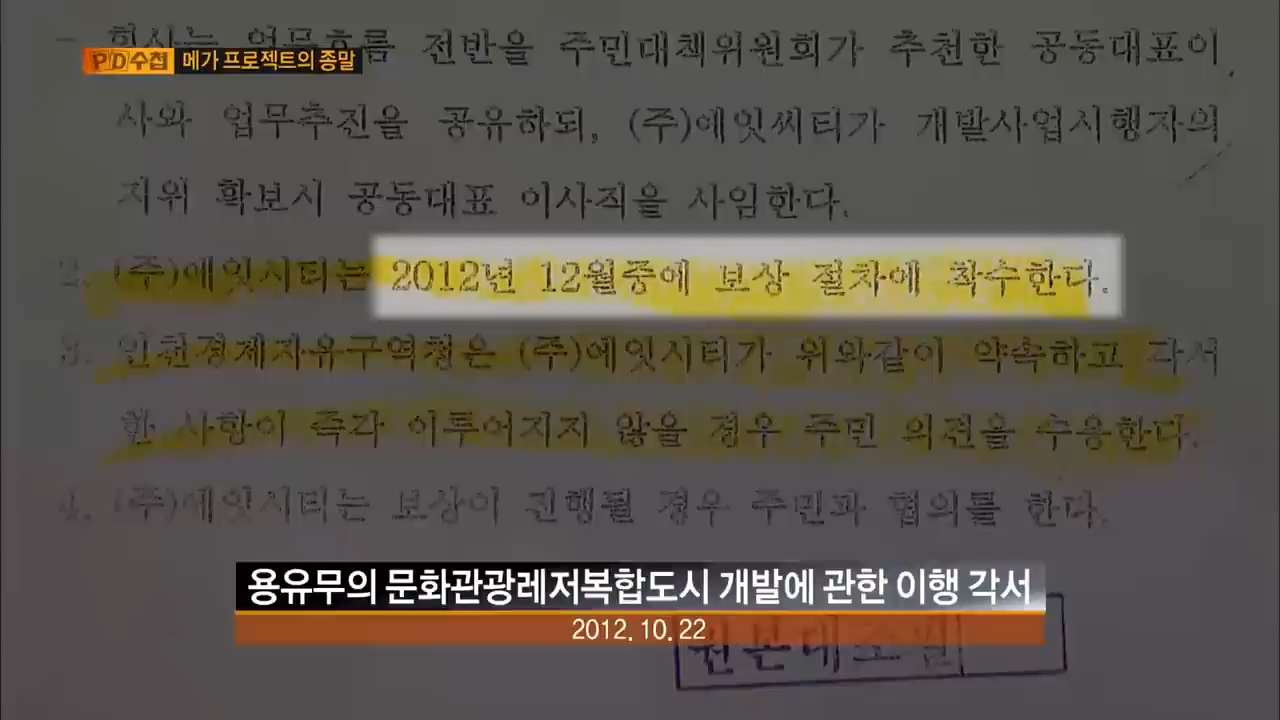 PD수첩 메가 프로젝트의 종말
회사는 업무흐름 전반을 주민대책위원회가 추천한 공동대표이
사와 업무추진을 공유하되, (주)에잇씨티가 개발사업시행자의
지위 확보시 공동대표 이사직을 사임한다.
2. (주)에잇시티는 2012년 12월중에 보상 절차에 착수한다.
3. 인천경제자유구역청은 (주)에잇시티가 위와같이 약속하고 각서
한 사항이 즉각 이루어지지 않을 경우 주민 의견을 수용한다.
4. (주)에잇시티는 보상이 진행될 경우 주민과 협의를 한다.
용유무의 문화관광레저복합도시 개발에 관한 이행 각서
2012.10.22
원본대조필